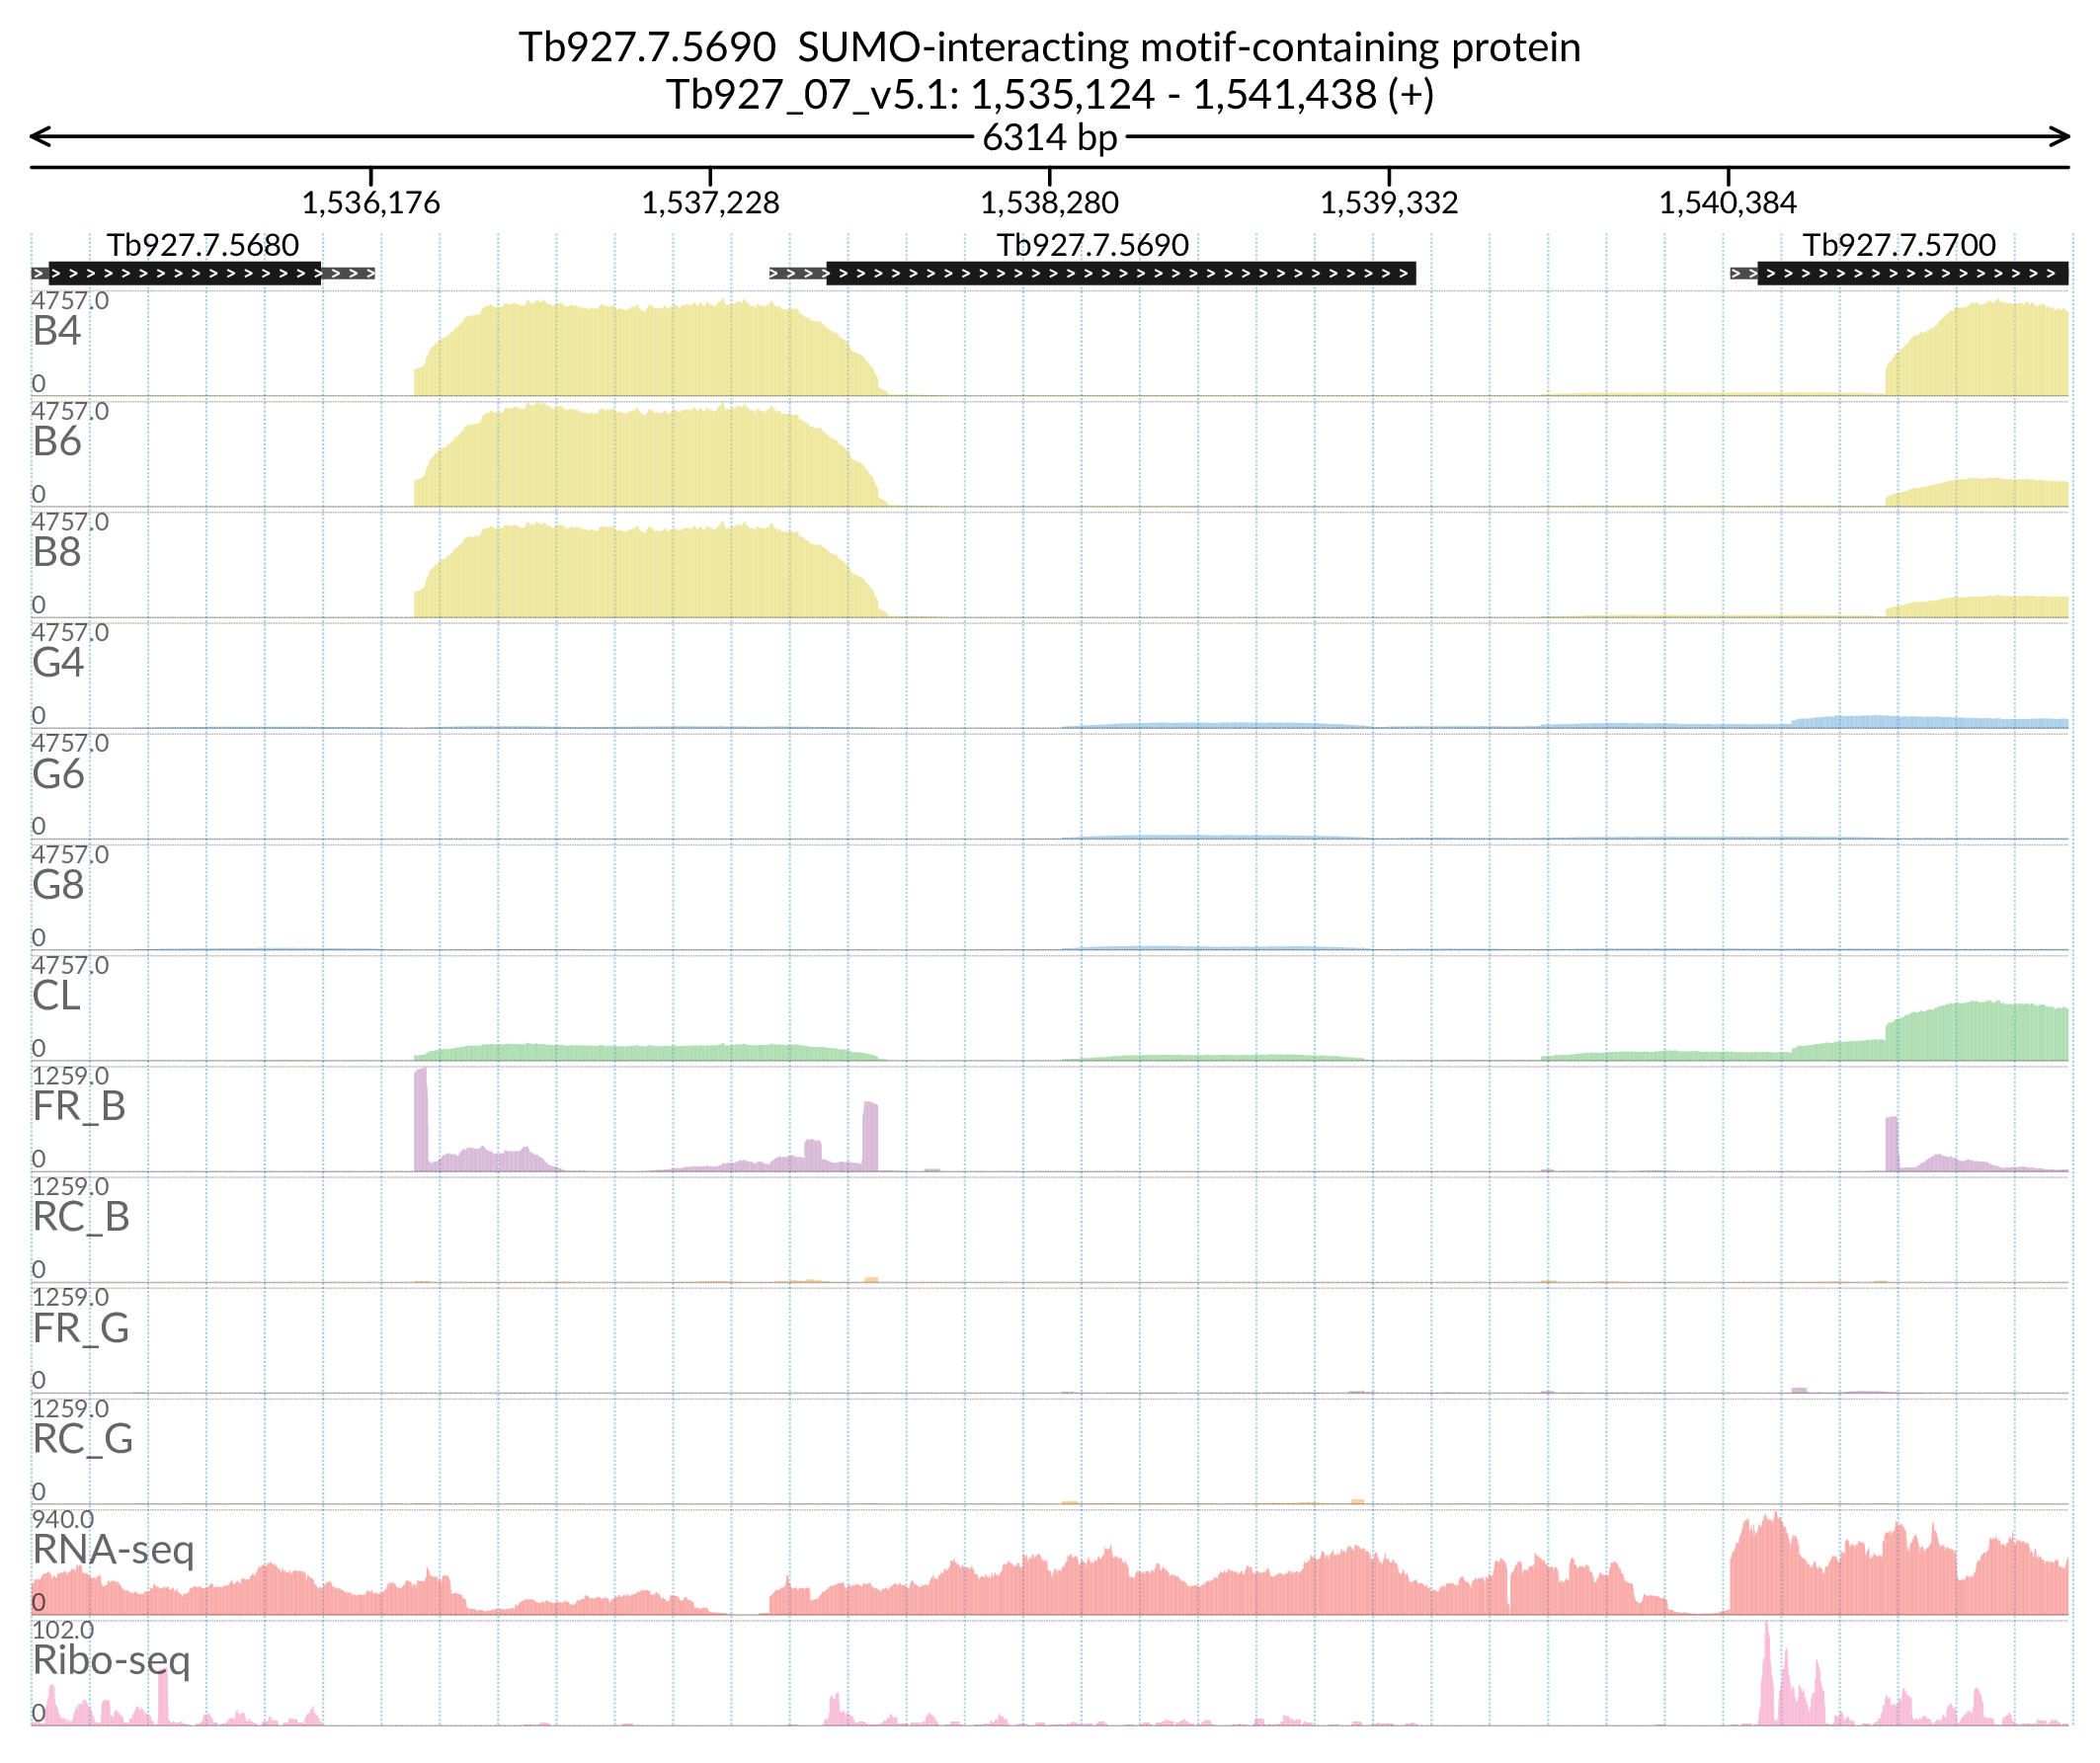 Tb927.7.5690 SUMO-interacting motif-containing protein
Tb927_07_v5.1: 1,535,124 - 1,541,438 (+)
6314 bp
1,536,176 1,537,228 1,538,280 1,539,332 1,540,384
Tb927.7.5680 Tb927.7.5690 Tb927.7.5700
4757.0
B4
0
4757.0
B6
0
4757.0
B8
0
4757.0
G4
0
4757.0
G6
0
4757.0
G8
0
4757.0
CL
0
1259.0
FR_B
0
1259.0
RC_B
0
1259.0
FR_G
0
1259.0
RC_G
0
940.0
RNA-seq
0
102.0
Ribo-seq
0